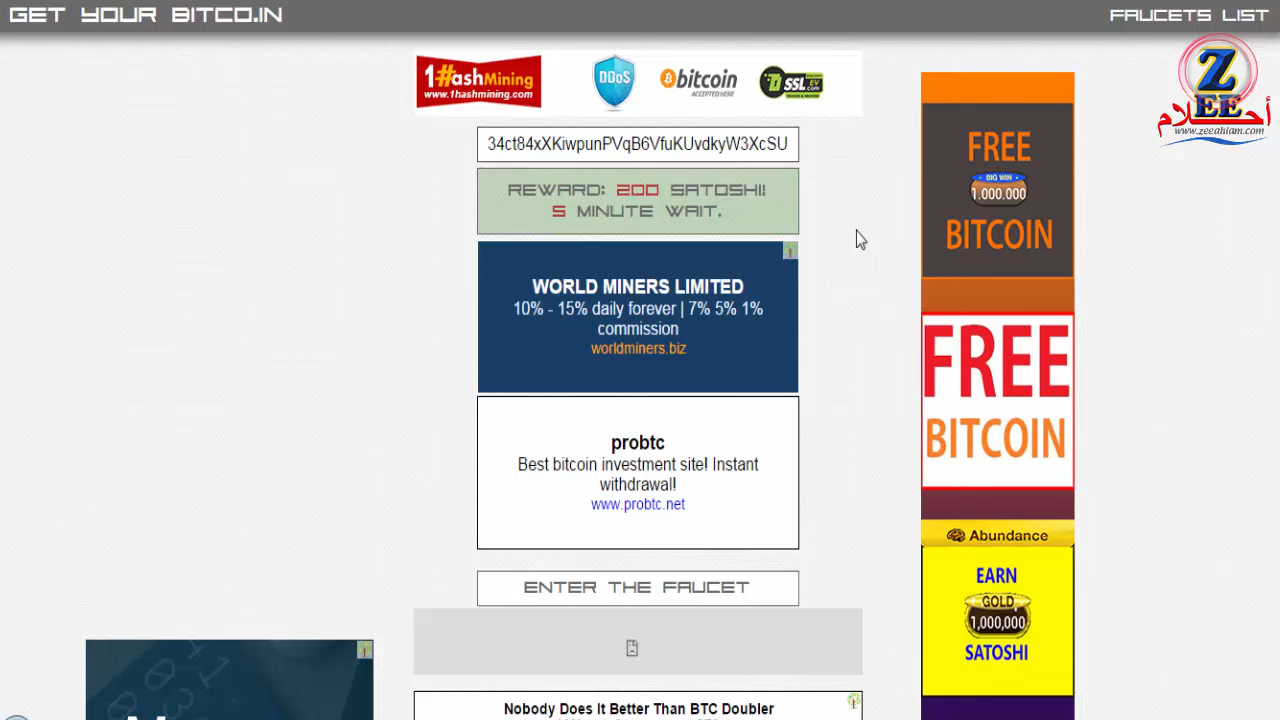 GET YOUR BITCO.IN
FAUCETS LIST
1#ashMining
www.1hashmining.com
DDoS
bitcoin
ACCEPTED HERE
SSL EV
.com
Z
EE
أحلام
www.zeeahlam.com
34ct84xXKiwpunPVqB6VfuKUvdkyW3XcSU
REWARD: 200 SATOSHI!
5 MINUTE WAIT.
FREE
BIG WIN
1.000.000
BITCOIN
WORLD MINERS LIMITED
10% - 15% daily forever | 7% 5% 1%
commission
worldminers.biz
FREE
BITCOIN
probtc
Best bitcoin investment site! Instant
withdrawal!
www.probtc.net
Abundance
EARN
GOLD
1,000,000
SATOSHI
ENTER THE FAUCET
Nobody Does It Better Than BTC Doubler